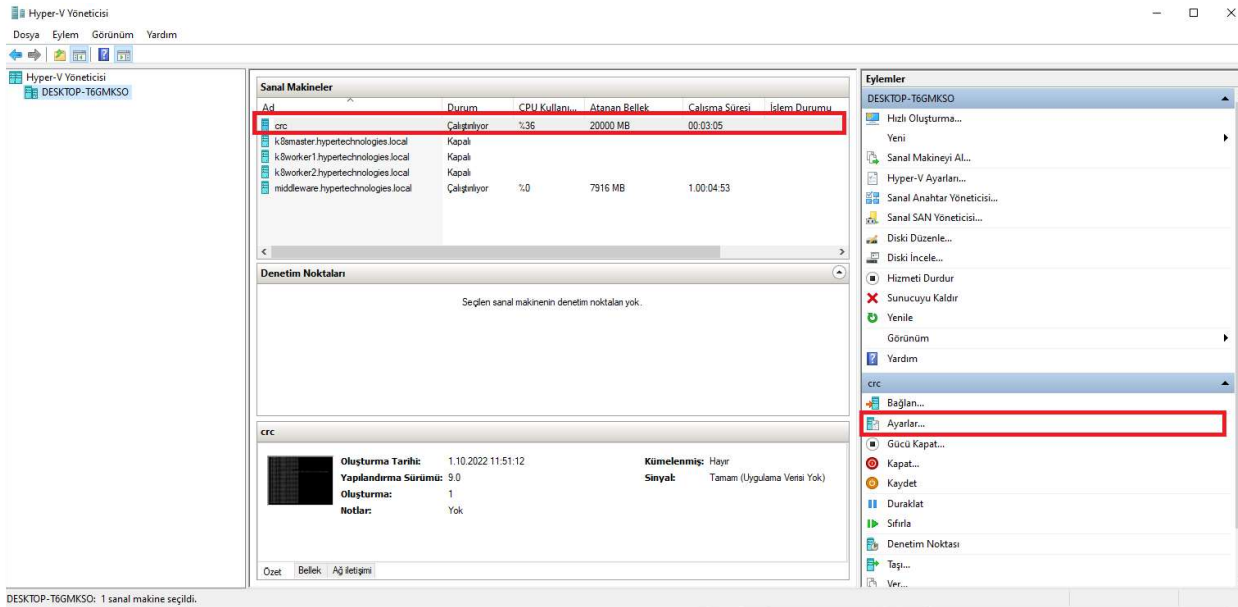 Hyper-V Yöneticisi
Dosya Eylem Görünüm Yardım
Hyper-V Yöneticisi
DESKTOP-T6GMKSO
Sanal Makineler
Ad Durum CPU Kullanı... Atanan Bellek Çalışma Süresi İşlem Durumu
crc Çalıştırılıyor %36 20000 MB 00:03:05
k8smaster.hypertechnologies.local Kapalı
k8worker1.hypertechnologies.local Kapalı
k8worker2.hypertechnologies.local Kapalı
middleware.hypertechnologies.local Çalıştırılıyor %0 7916 MB 1.00:04:53
Denetim Noktaları
Seçilen sanal makinenin denetim noktaları yok.
crc
Oluşturma Tarihi: 1.10.2022 11:51:12 Kümelenmiş: Hayır
Yapılandırma Sürümü: 9.0 Sinyal: Tamam (Uygulama Verisi Yok)
Oluşturma: 1
Notlar: Yok
Özet Bellek Ağ iletişimi
Eylemler
DESKTOP-T6GMKSO
Hızlı Oluşturma...
Yeni
Sanal Makineyi Al...
Hyper-V Ayarları...
Sanal Anahtar Yöneticisi...
Sanal SAN Yöneticisi...
Diski Düzenle...
Diski İncele...
Hizmeti Durdur
Sunucuyu Kaldır
Yenile
Görünüm
Yardım
crc
Bağlan...
Ayarlar...
Gücü Kapat...
Kapat...
Kaydet
Duraklat
Sıfırla
Denetim Noktası
Taşı...
Ver...
DESKTOP-T6GMKSO: 1 sanal makine seçildi.